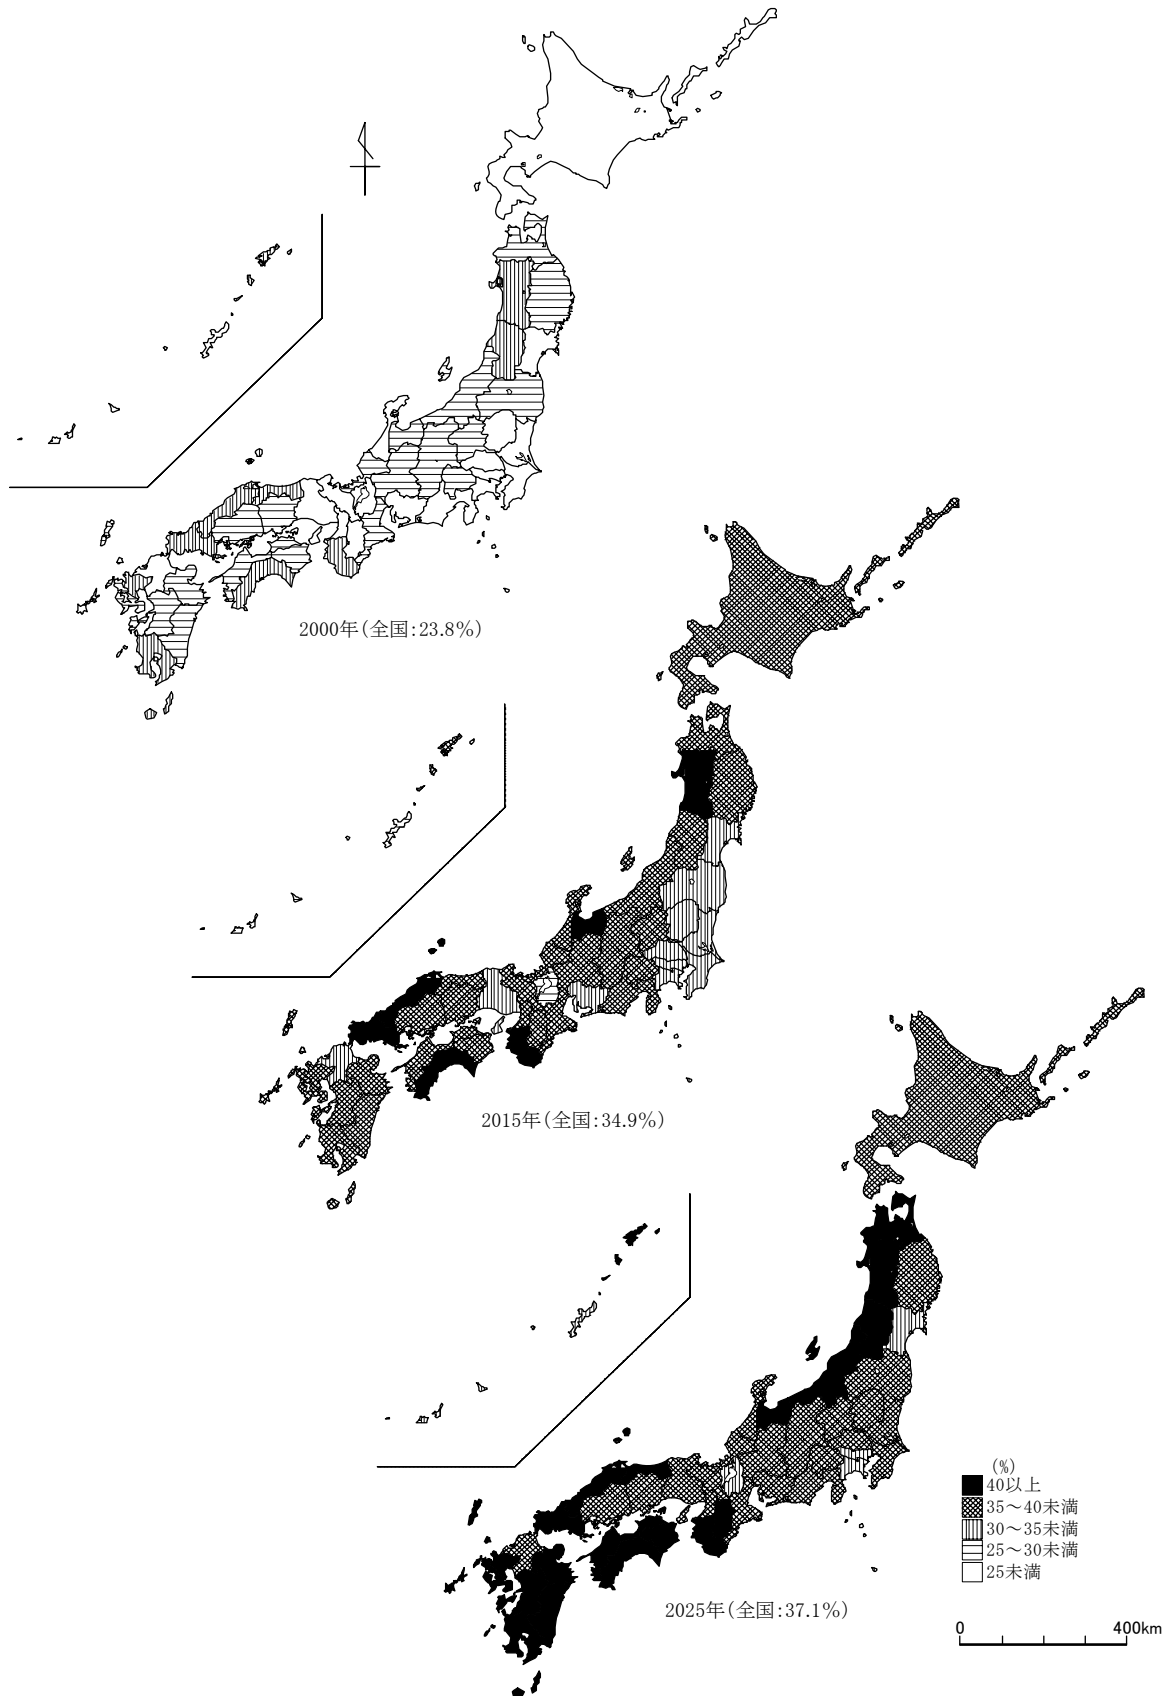 2000年(全国:23.8%)
2015年(全国:34.9%)
(%)
40以上
35~40未満
30~35未満
25~30未満
25未満
2025年(全国:37.1%)
0 400km